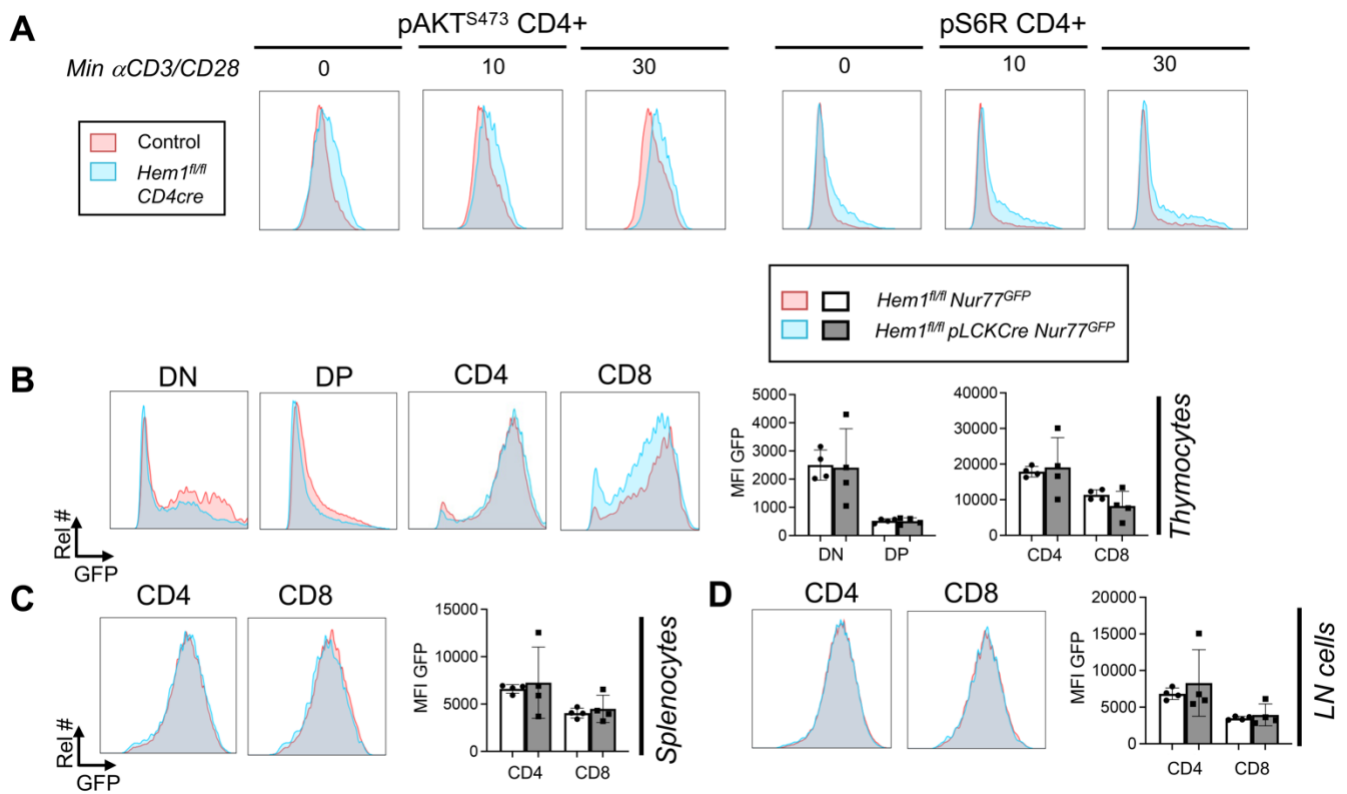 A
pAKTS473 CD4+
pS6R CD4+
Min αCD3/CD28
0
10
30
0
10
30
Control
Hem1fl/fl
CD4cre
Hem1fl/fl Nur77GFP
Hem1fl/fl pLCKCre Nur77GFP
B
DN
DP
CD4
CD8
Rel #
GFP
MFI GFP
5000
4000
3000
2000
1000
0
DN
DP
40000
30000
20000
10000
0
CD4
CD8
Thymocytes
C
CD4
CD8
Rel #
GFP
MFI GFP
15000
10000
5000
0
CD4
CD8
Splenocytes
D
CD4
CD8
MFI GFP
20000
15000
10000
5000
0
CD4
CD8
LN cells